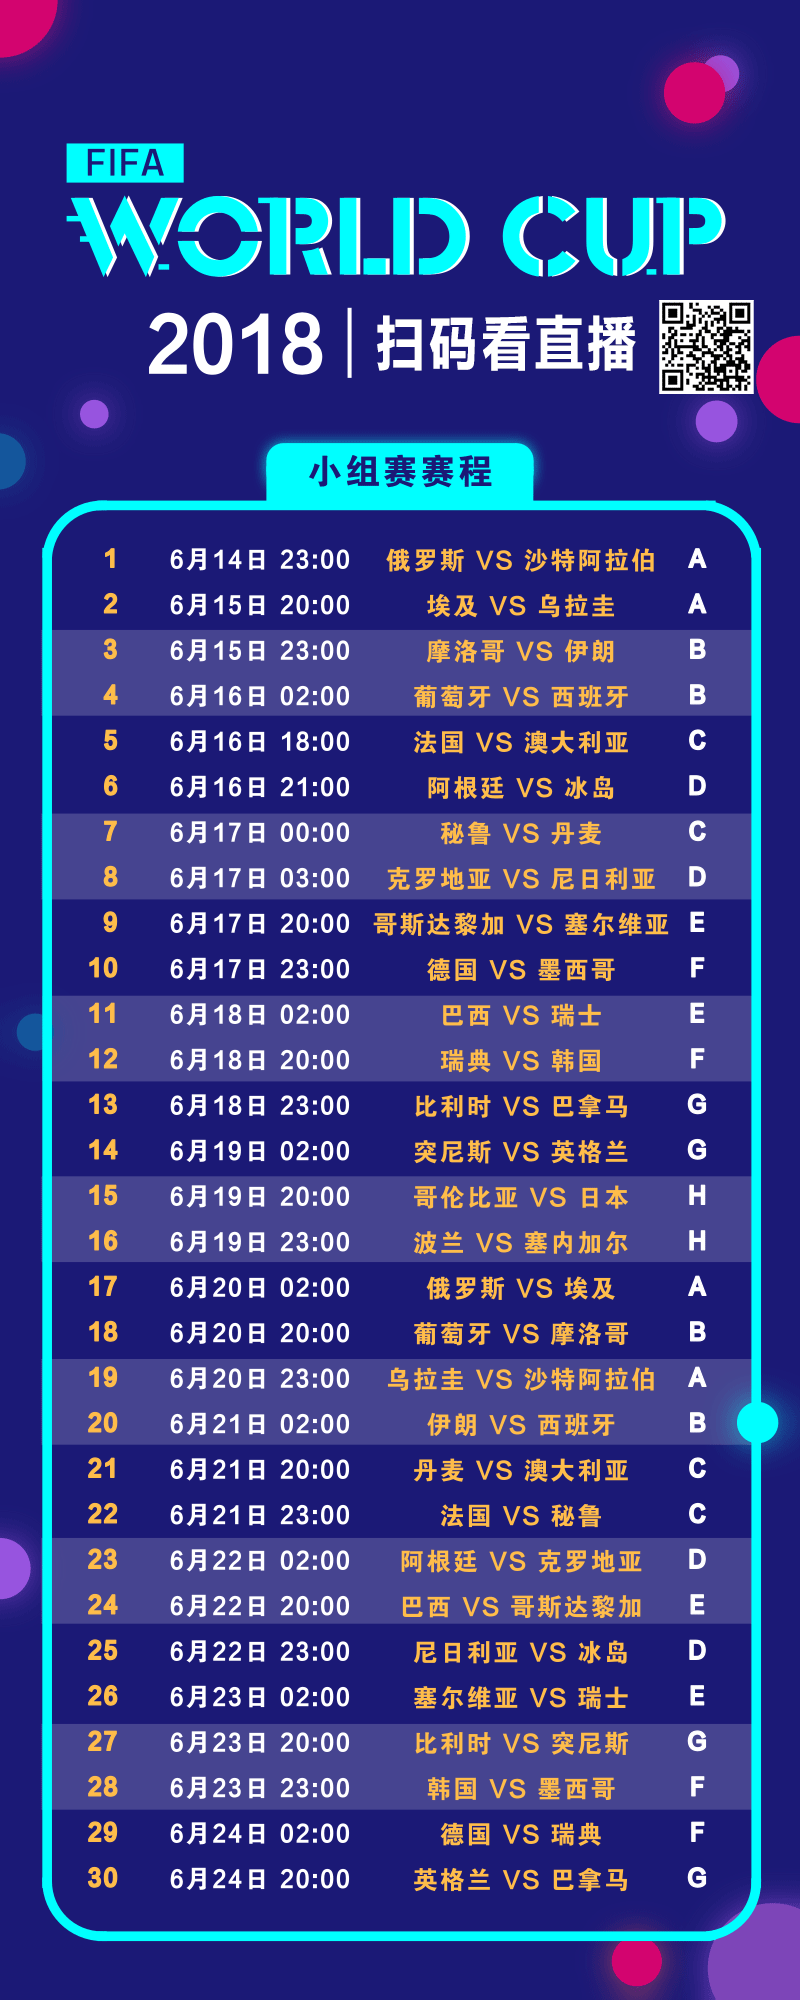 FIFA
WORLD CUP
2018 扫码看直播
小组赛赛程
1 6月14日 23:00 俄罗斯 VS 沙特阿拉伯 A
2 6月15日 20:00 埃及 VS 乌拉圭 A
3 6月15日 23:00 摩洛哥 VS 伊朗 B
4 6月16日 02:00 葡萄牙 VS 西班牙 B
5 6月16日 18:00 法国 VS 澳大利亚 C
6 6月16日 21:00 阿根廷 VS 冰岛 D
7 6月17日 00:00 秘鲁 VS 丹麦 C
8 6月17日 03:00 克罗地亚 VS 尼日利亚 D
9 6月17日 20:00 哥斯达黎加 VS 塞尔维亚 E
10 6月17日 23:00 德国 VS 墨西哥 F
11 6月18日 02:00 巴西 VS 瑞士 E
12 6月18日 20:00 瑞典 VS 韩国 F
13 6月18日 23:00 比利时 VS 巴拿马 G
14 6月19日 02:00 突尼斯 VS 英格兰 G
15 6月19日 20:00 哥伦比亚 VS 日本 H
16 6月19日 23:00 波兰 VS 塞内加尔 H
17 6月20日 02:00 俄罗斯 VS 埃及 A
18 6月20日 20:00 葡萄牙 VS 摩洛哥 B
19 6月20日 23:00 乌拉圭 VS 沙特阿拉伯 A
20 6月21日 02:00 伊朗 VS 西班牙 B
21 6月21日 20:00 丹麦 VS 澳大利亚 C
22 6月21日 23:00 法国 VS 秘鲁 C
23 6月22日 02:00 阿根廷 VS 克罗地亚 D
24 6月22日 20:00 巴西 VS 哥斯达黎加 E
25 6月22日 23:00 尼日利亚 VS 冰岛 D
26 6月23日 02:00 塞尔维亚 VS 瑞士 E
27 6月23日 20:00 比利时 VS 突尼斯 G
28 6月23日 23:00 韩国 VS 墨西哥 F
29 6月24日 02:00 德国 VS 瑞典 F
30 6月24日 20:00 英格兰 VS 巴拿马 G